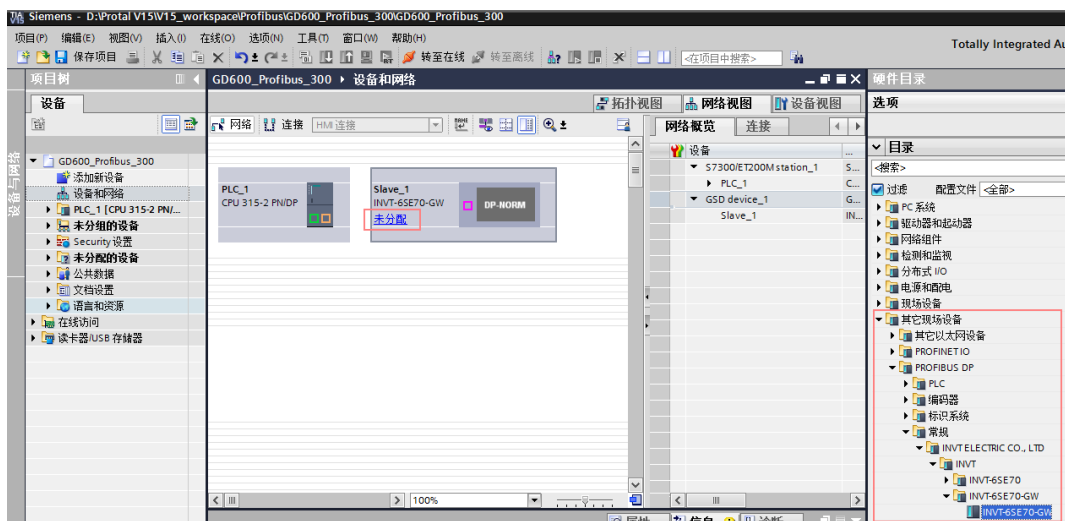 Siemens - D:\Protal V15\V15_workspace\Profibus\GD600_Profibus_300\GD600_Profibus_300
项目(P) 编辑(E) 视图(V) 插入(I) 在线(O) 选项(N) 工具(T) 窗口(W) 帮助(H)
Totally Integrated Au
保存项目 转至在线 转至离线 <在项目中搜索>
项目树
GD600_Profibus_300 设备和网络
硬件目录
设备
拓扑视图 网络视图 设备视图
选项
网络 连接 HMI 连接
网络概览 连接
设备与网络
GD600_Profibus_300
添加新设备
设备和网络
PLC_1 [CPU 315-2 PN/...
未分组的设备
Security 设置
未分配的设备
公共数据
文档设置
语言和资源
在线访问
读卡器/USB 存储器
PLC_1
CPU 315-2 PN/DP
Slave_1
INVT-6SE70-GW
未分配
DP-NORM
100%
设备 ...
S7300/ET200M station_1 S...
PLC_1 C...
GSD device_1 G...
Slave_1 IN...
目录
<搜索>
过滤 配置文件 <全部>
PC 系统
驱动器和起动器
网络组件
检测和监视
分布式 I/O
电源和配电
现场设备
其它现场设备
其它以太网设备
PROFINET IO
PROFIBUS DP
PLC
编码器
标识系统
常规
INVT ELECTRIC CO., LTD
INVT
INVT-6SE70
INVT-6SE70-GW
INVT-6SE70-GW
属性 信息 诊断